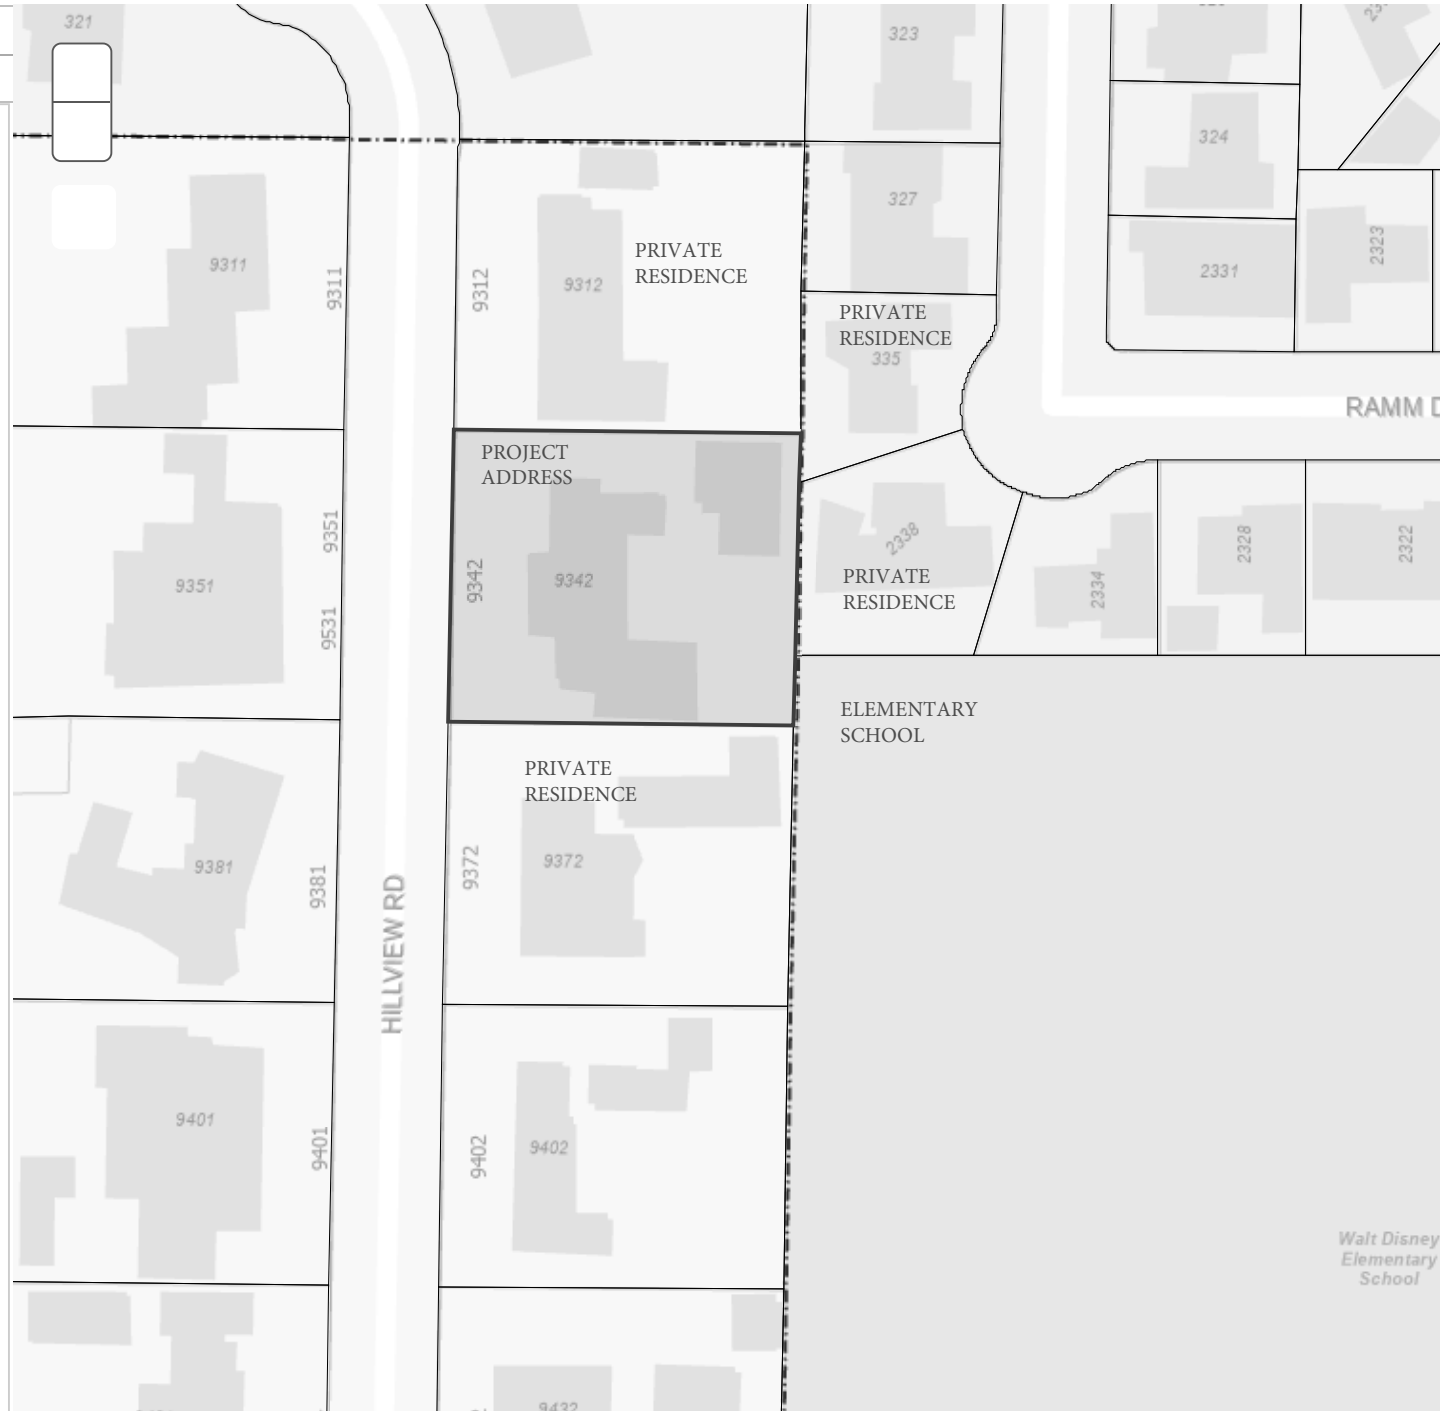 321
323
324
327
9311
9311
9312
9312
PRIVATE
RESIDENCE
2331
2323
PRIVATE
RESIDENCE
335
RAMM D
PROJECT
ADDRESS
9351
9351
9531
9342
9342
2338
PRIVATE
RESIDENCE
2334
2328
2322
ELEMENTARY
SCHOOL
PRIVATE
RESIDENCE
9381
9381
9372
9372
HILLVIEW RD
9401
9401
9402
9402
Walt Disney
Elementary
School
9432